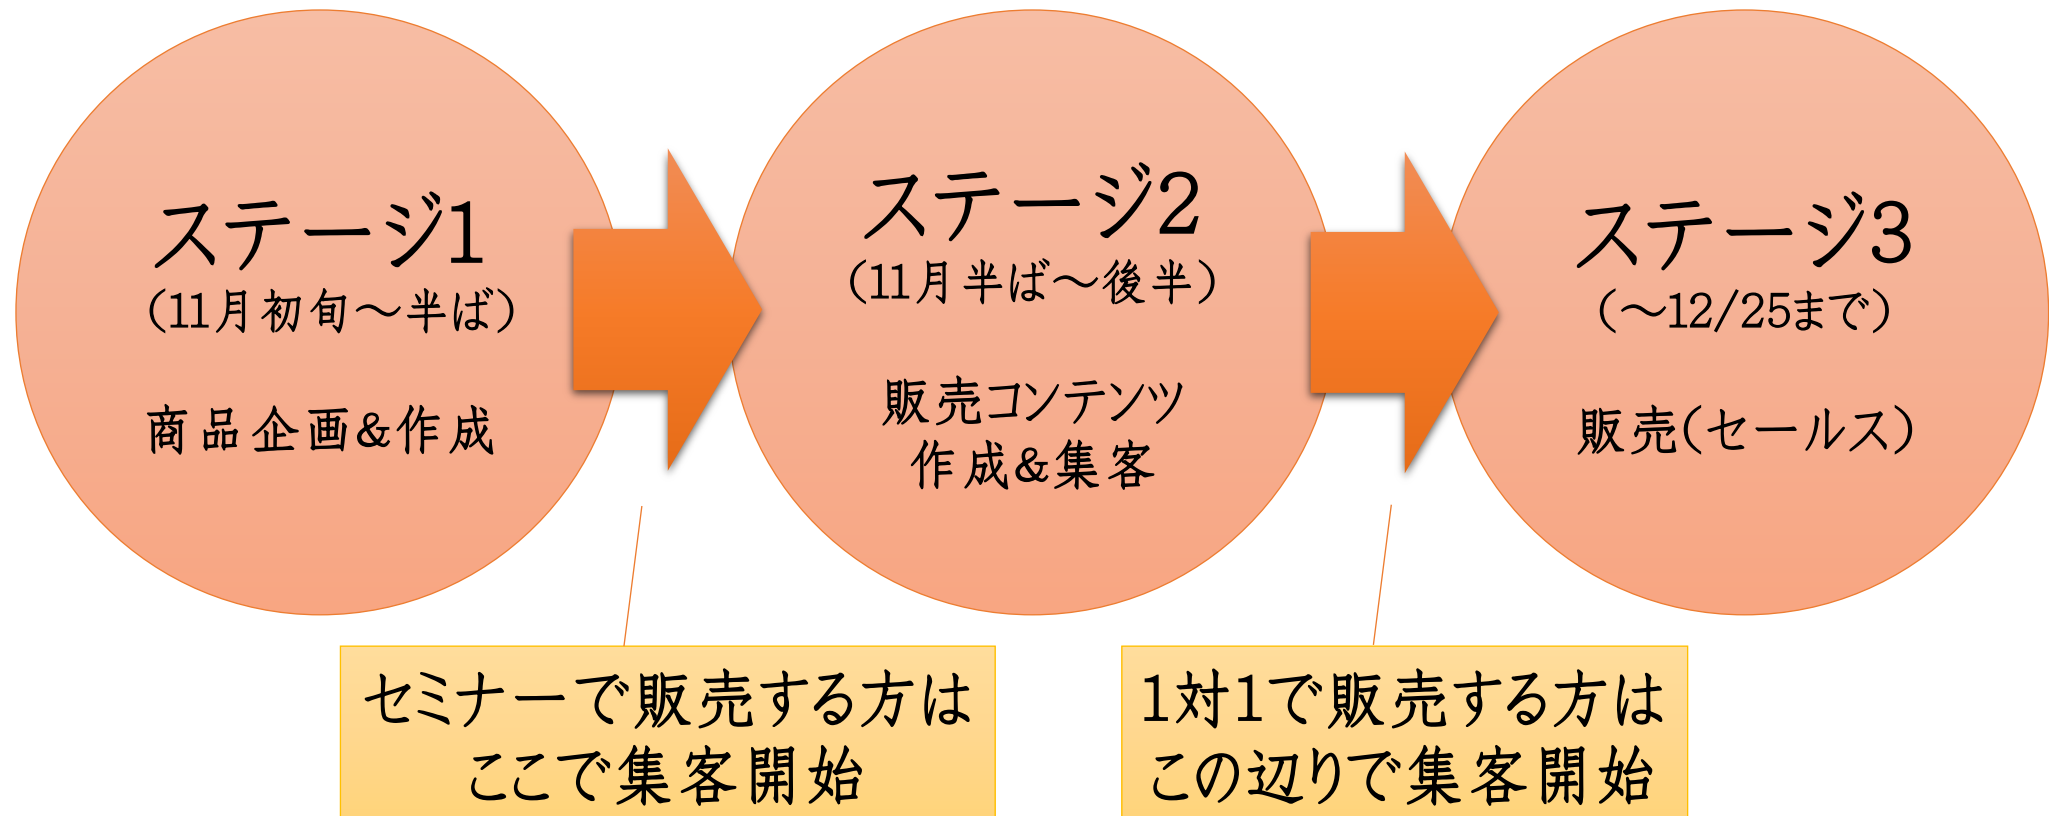 ステージ1
（11月初旬～半ば）
商品企画&作成
ステージ2
（11月半ば～後半）
販売コンテンツ
作成&集客
ステージ3
（～12/25まで）
販売（セールス）
セミナーで販売する方は
ここで集客開始
1対1で販売する方は
この辺りで集客開始